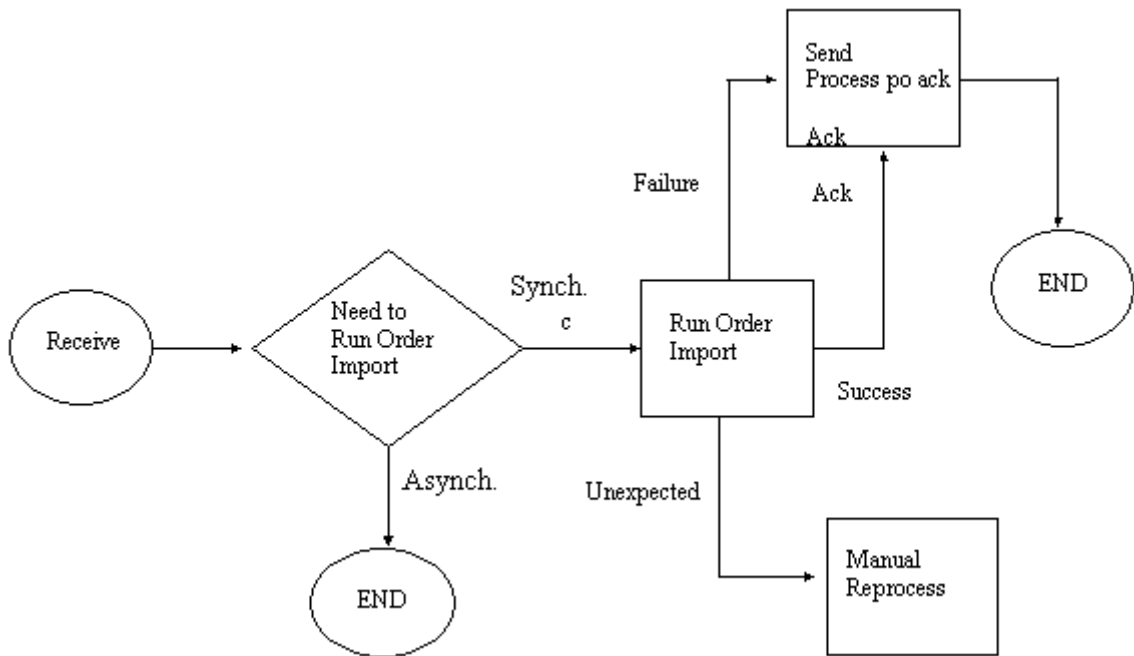 Send
Process po ack
Ack
Failure
Ack
END
Synch.
c
Receive
Need to
Run Order
Import
Run Order
Import
Success
Asynch.
Unexpected
END
Manual
Reprocess